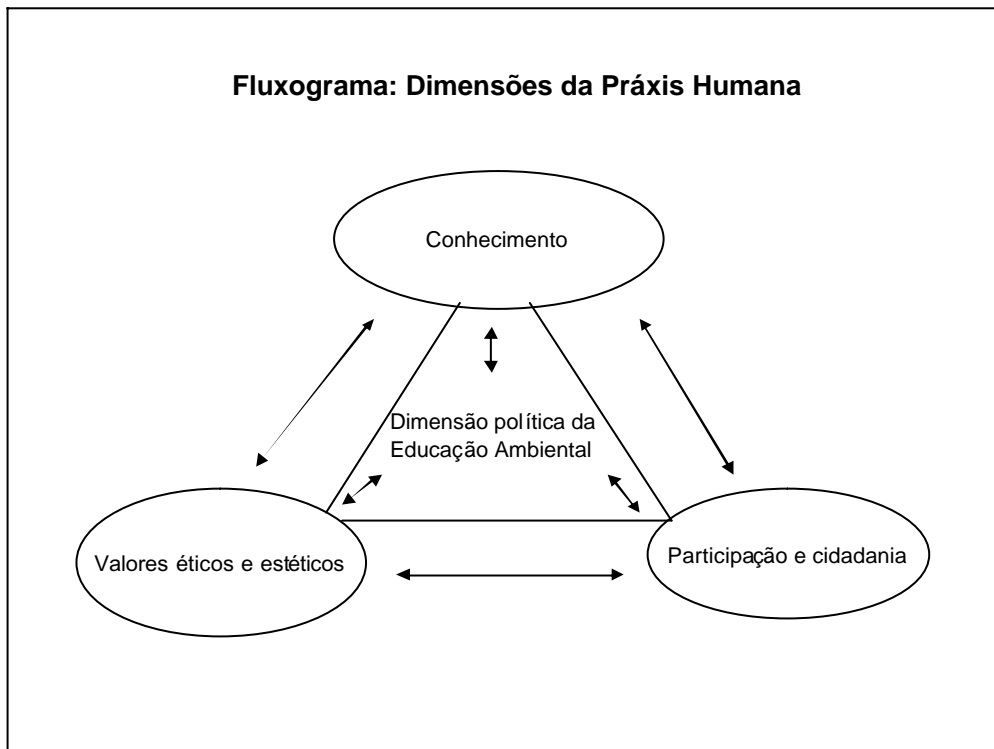 Fluxograma: Dimensões da Práxis Humana
Conhecimento
Dimensão política da
Educação Ambiental
Valores éticos e estéticos
Participação e cidadania